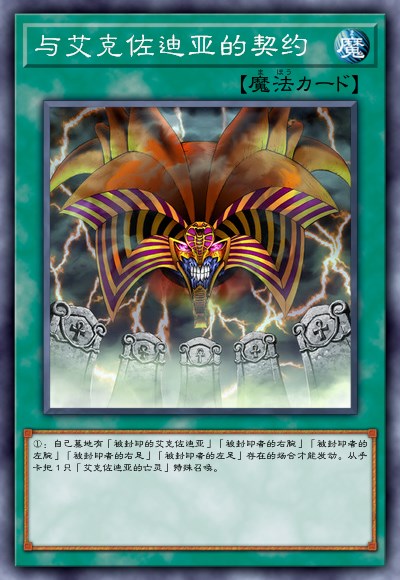 与艾克佐迪亚的契约
魔
【魔法カード】
ま ほう
①：自己墓地有「被封印的艾克佐迪亚」「被封印者的右腕」「被封印者的
左腕」「被封印者的右足」「被封印者的左足」存在的场合才能发动。从手
卡把１只「艾克佐迪亚的亡灵」特殊召唤。